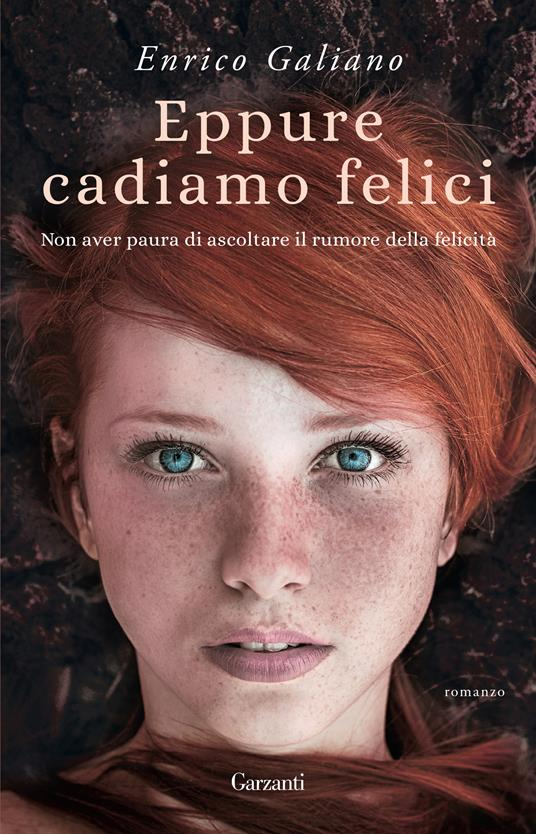 Enrico Galiano
Eppure
cadiamo felici
Non aver paura di ascoltare il rumore della felicità
romanzo
Garzanti